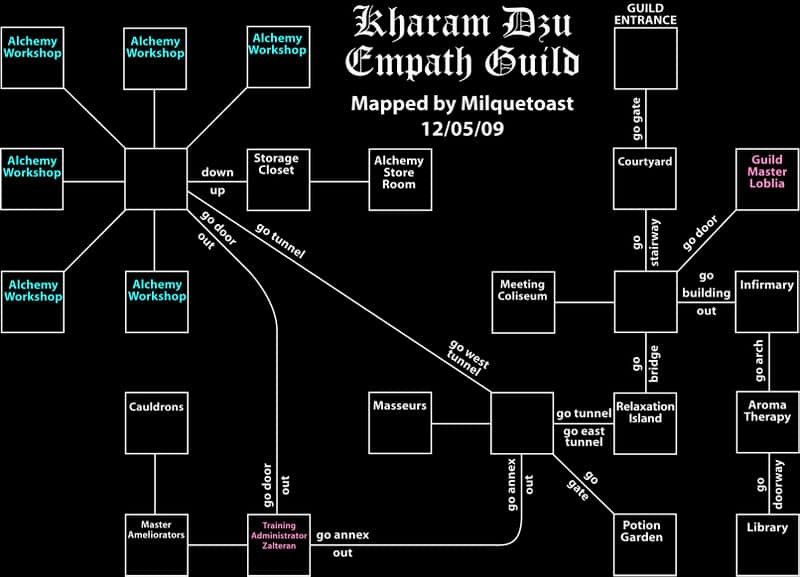 Kharam Dzu
Empath Guild
Mapped by Milquetoast
12/05/09
GUILD
ENTRANCE
Alchemy
Workshop
Alchemy
Workshop
Alchemy
Workshop
go gate
Alchemy
Workshop
down
up
Storage
Closet
Alchemy
Store
Room
Courtyard
Guild
Master
Loblia
go door
out
go tunnel
go
stairway
go door
Alchemy
Workshop
Alchemy
Workshop
Meeting
Coliseum
go
building
out
Infirmary
go west
tunnel
go
bridge
go arch
Cauldrons
Masseurs
go tunnel
go east
tunnel
Relaxation
Island
Aroma
Therapy
go door
out
go annex
out
go
gate
go
doorway
Master
Ameliorators
Training
Administrator
Zalteran
go annex
out
Potion
Garden
Library